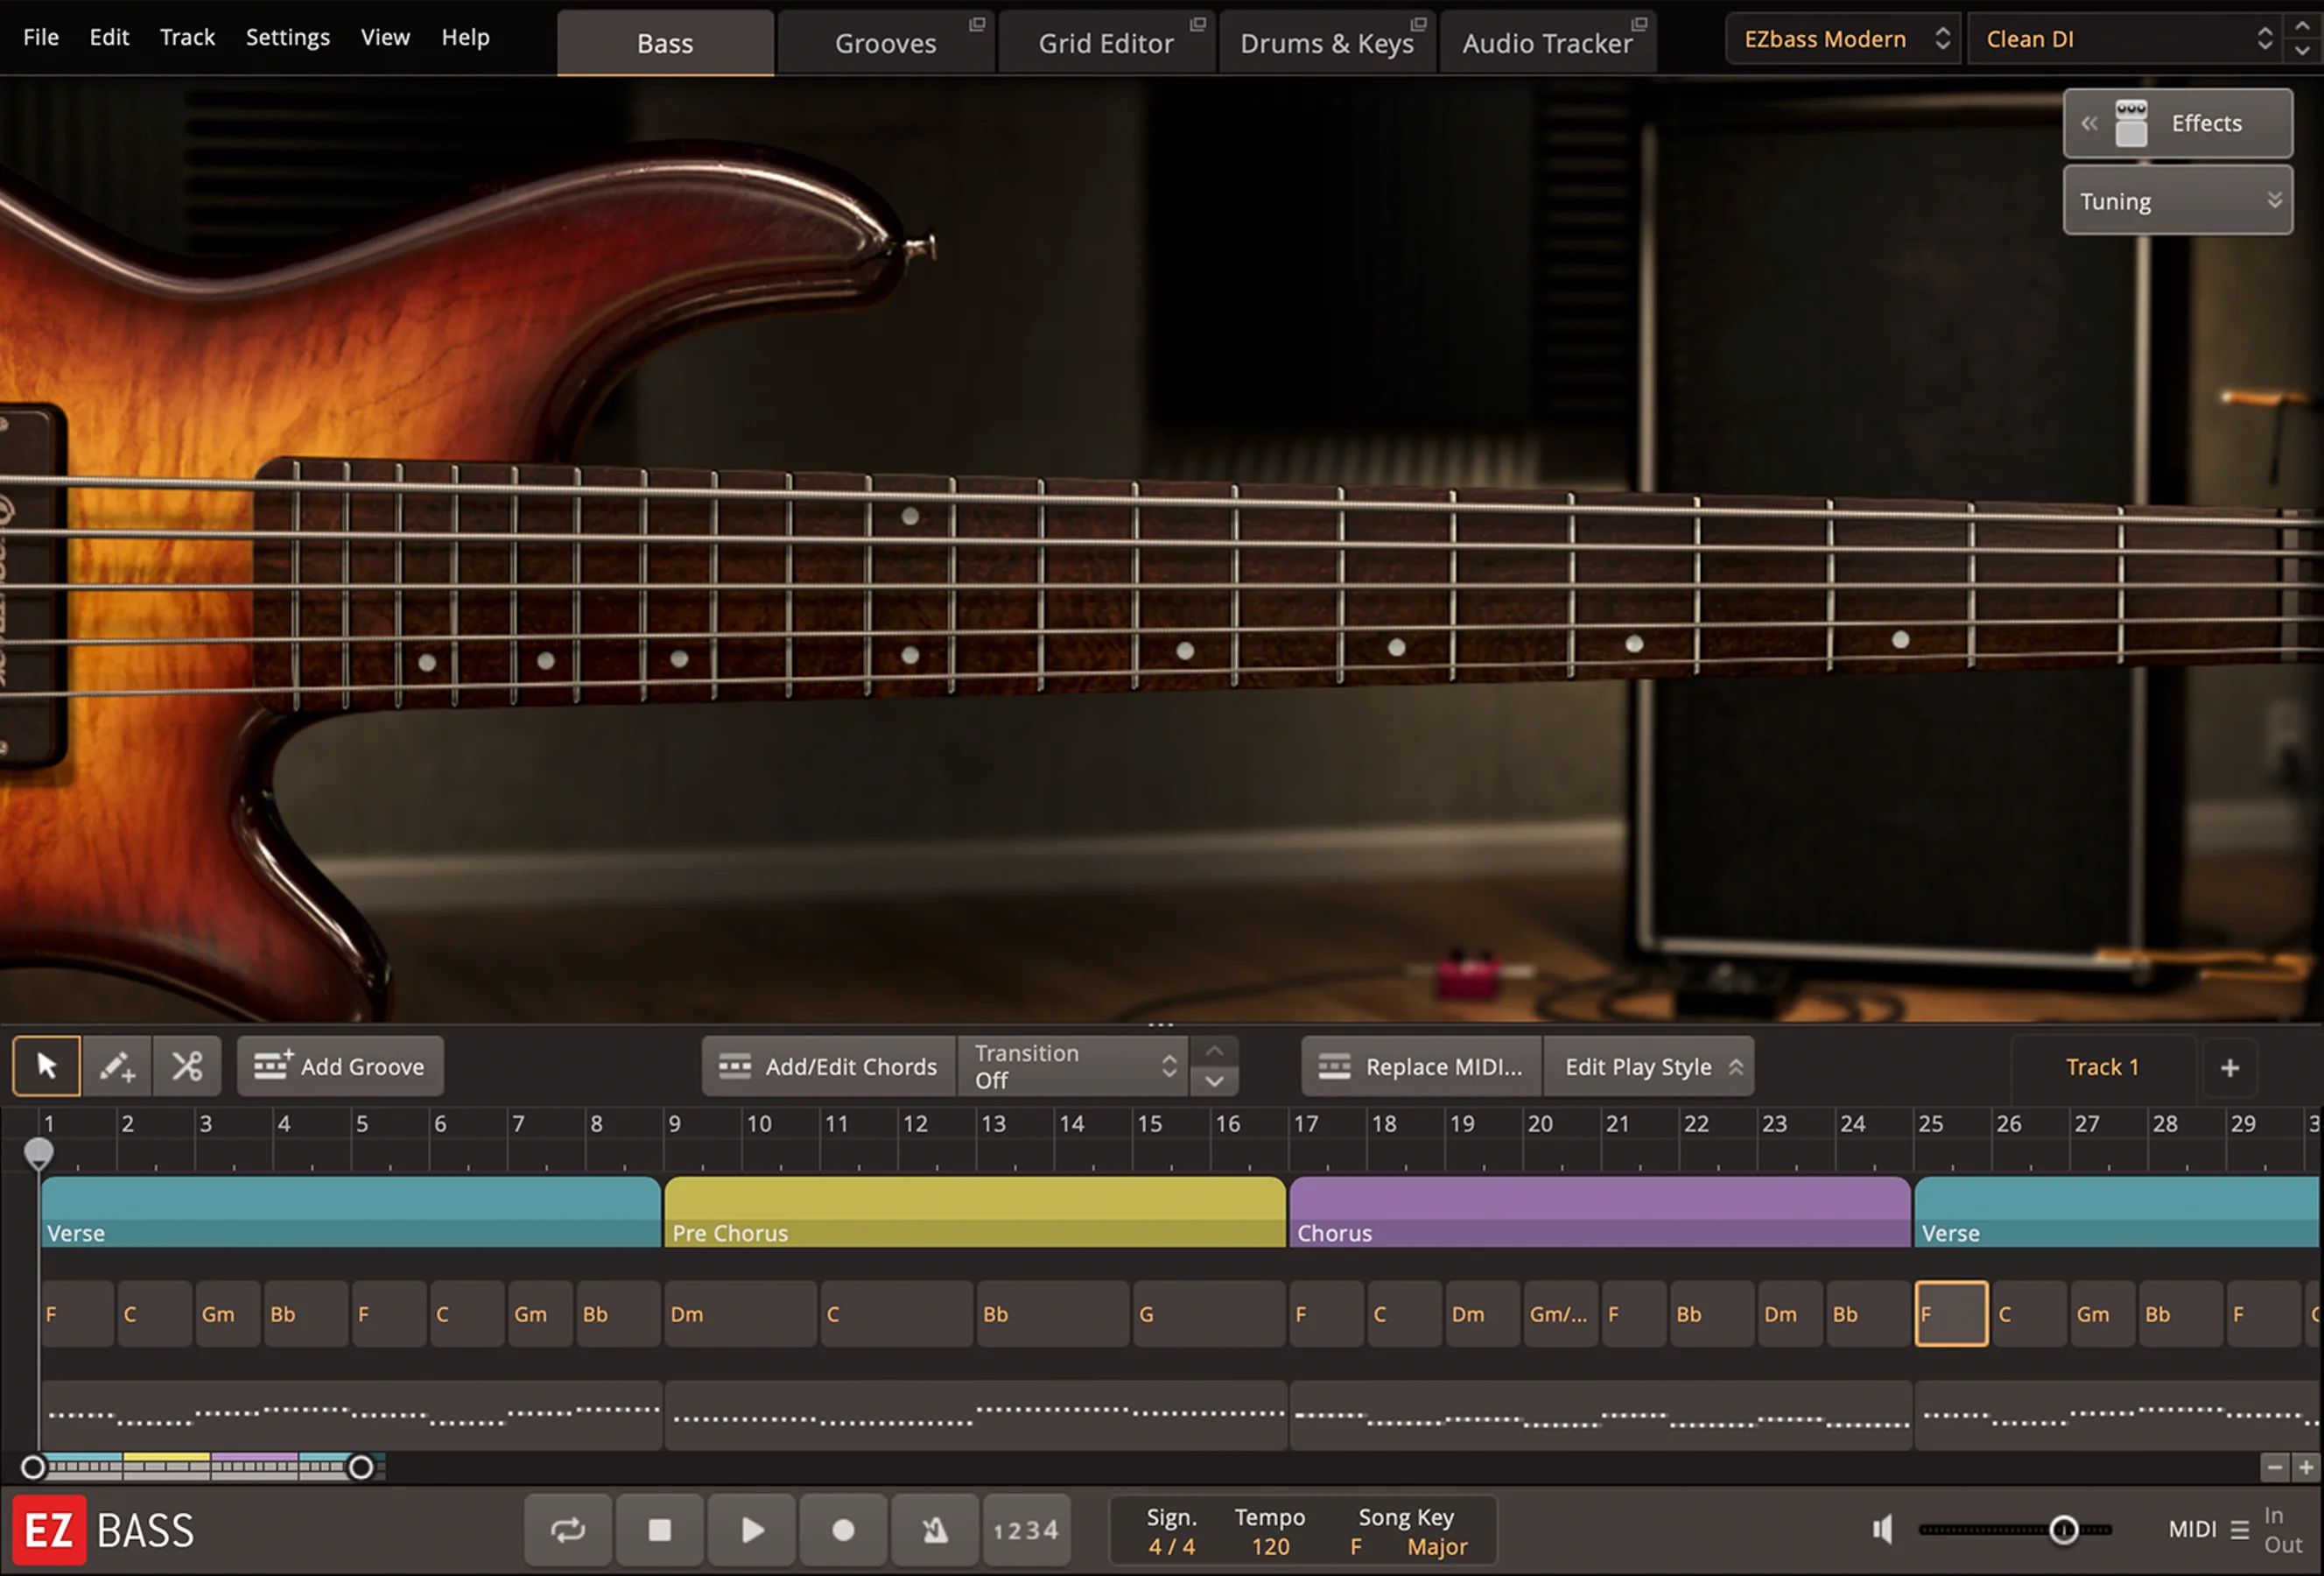 File Edit Track Settings View Help Bass Grooves Grid Editor Drums & Keys Audio Tracker EZbass Modern Clean DI
Effects
Tuning
Add Groove Add/Edit Chords Transition Off Replace MIDI... Edit Play Style Track 1 +
1 2 3 4 5 6 7 8 9 10 11 12 13 14 15 16 17 18 19 20 21 22 23 24 25 26 27 28 29
Verse Pre Chorus Chorus Verse
F C Gm Bb F C Gm Bb Dm C Bb G F C Dm Gm/... F Bb Dm Bb F C Gm Bb F
EZ BASS 1 2 3 4
Sign. Tempo Song Key
4 / 4 120 F Major
MIDI In
Out